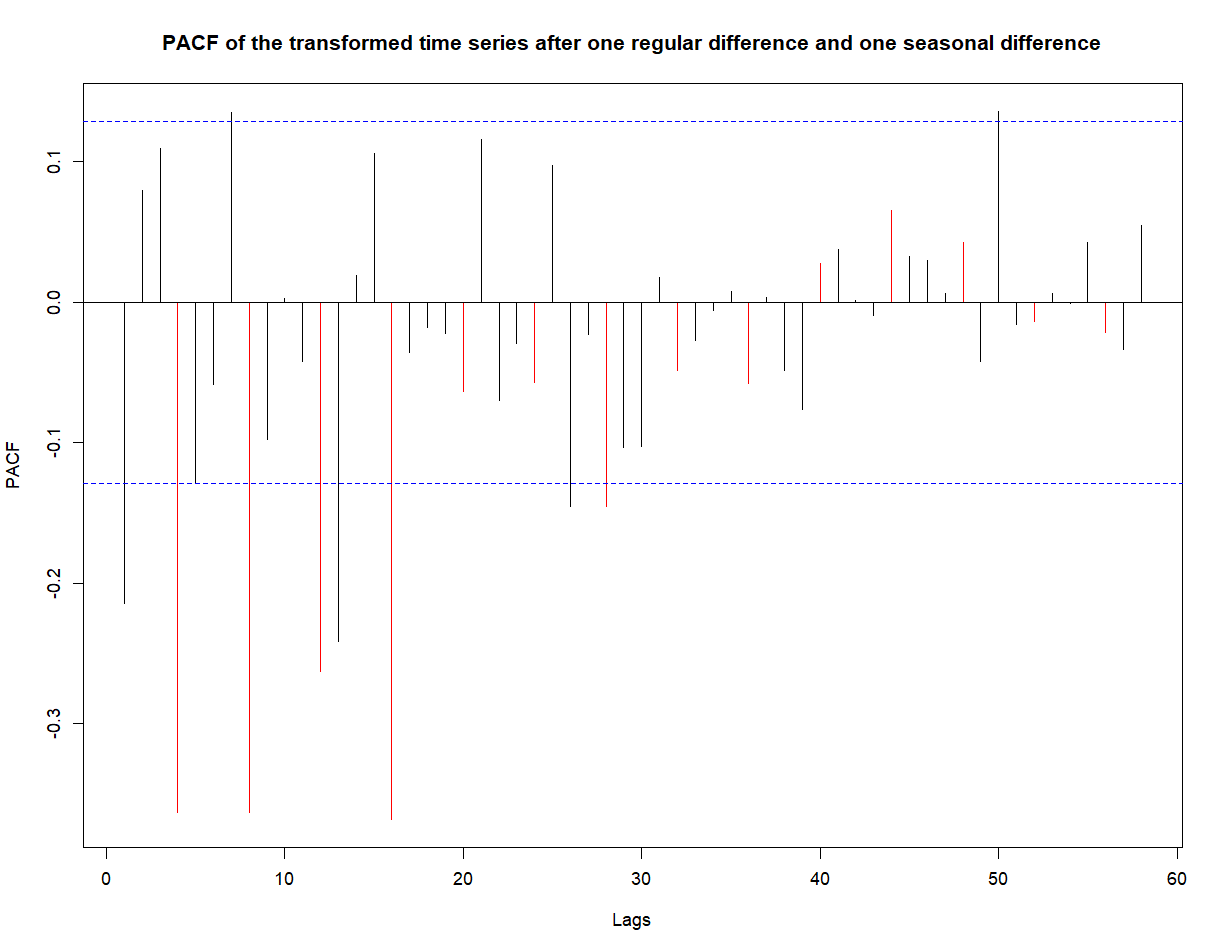 PACF of the transformed time series after one regular difference and one seasonal difference
0.1
0.0
-0.1
-0.2
-0.3
PACF
0 10 20 30 40 50 60
Lags